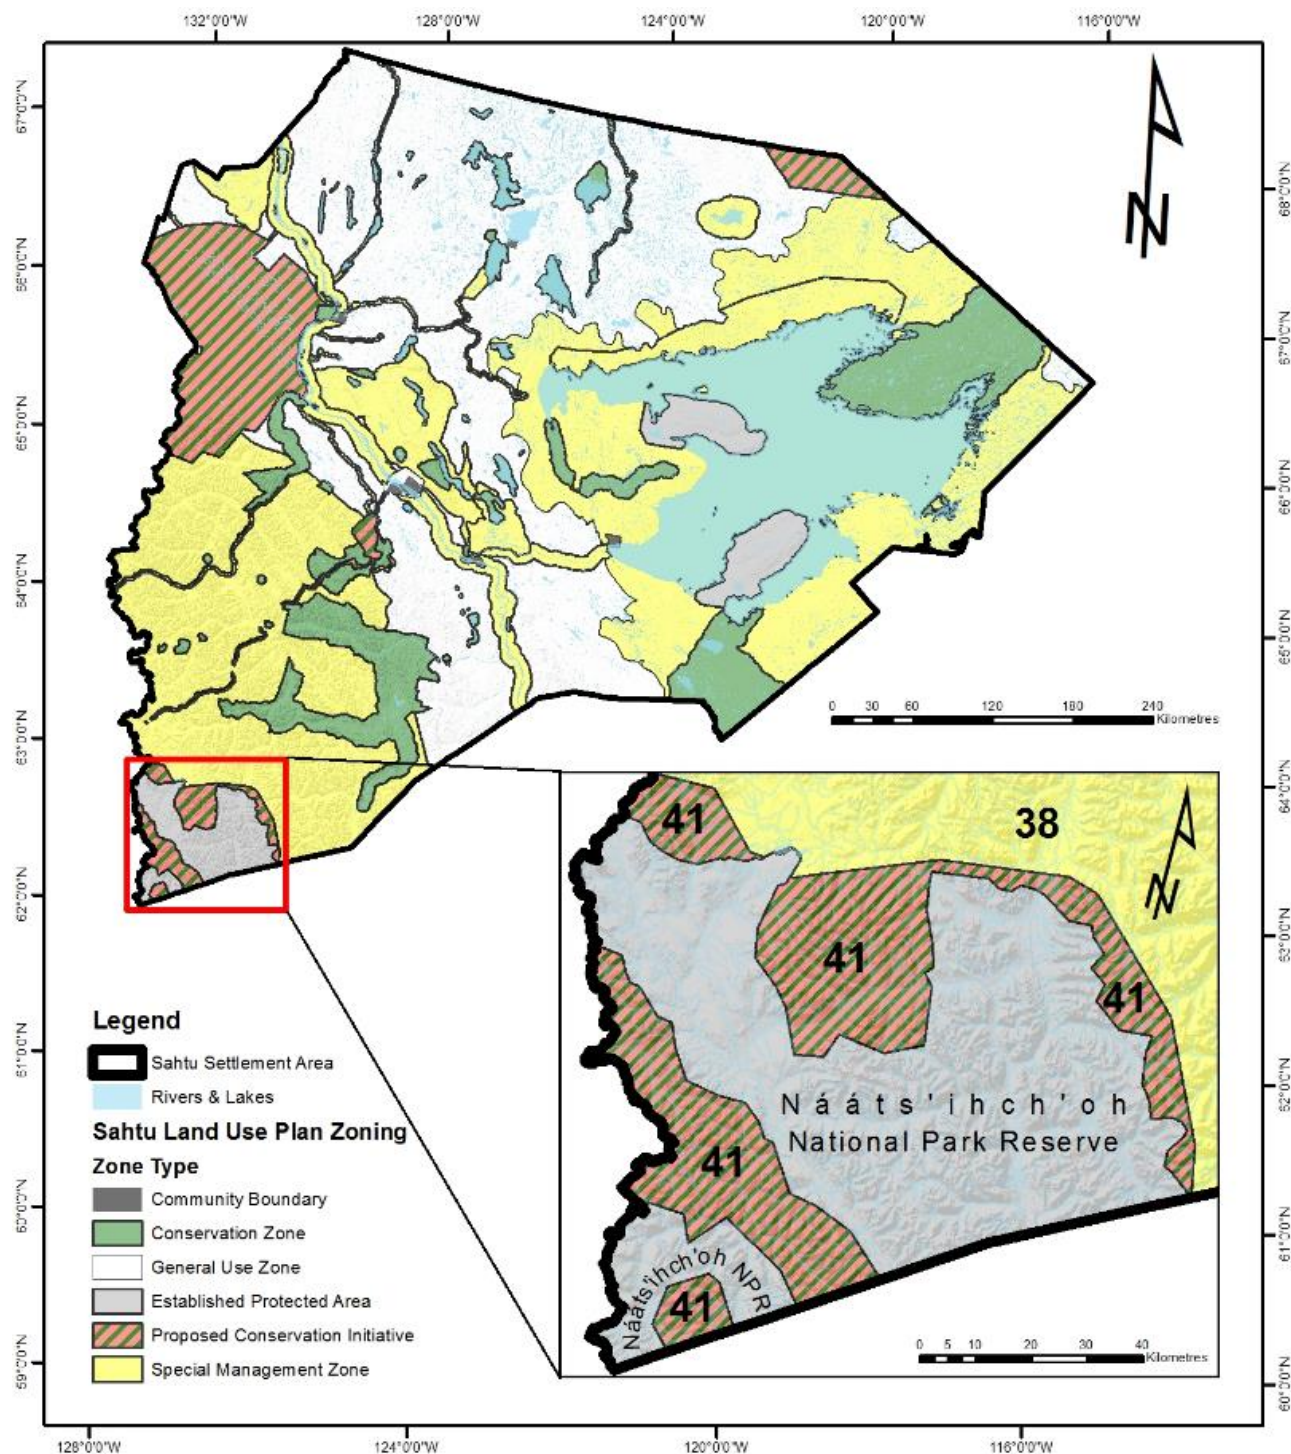 132°0'0"W 128°0'0"W 124°0'0"W 120°0'0"W 116°0'0"W
67°0'0"N
66°0'0"N
65°0'0"N
64°0'0"N
63°0'0"N
62°0'0"N
61°0'0"N
60°0'0"N
59°0'0"N
68°0'0"N
67°0'0"N
66°0'0"N
65°0'0"N
64°0'0"N
63°0'0"N
62°0'0"N
61°0'0"N
60°0'0"N
N
0 30 60 120 180 240
Kilometres
41
38
N
41
41
Nááts'ihch'oh
National Park Reserve
41
Nááts'ihch'oh NPR
41
0 5 10 20 30 40
Kilometres
Legend
Sahtu Settlement Area
Rivers & Lakes
Sahtu Land Use Plan Zoning
Zone Type
Community Boundary
Conservation Zone
General Use Zone
Established Protected Area
Proposed Conservation Initiative
Special Management Zone
128°0'0"W 124°0'0"W 120°0'0"W 116°0'0"W